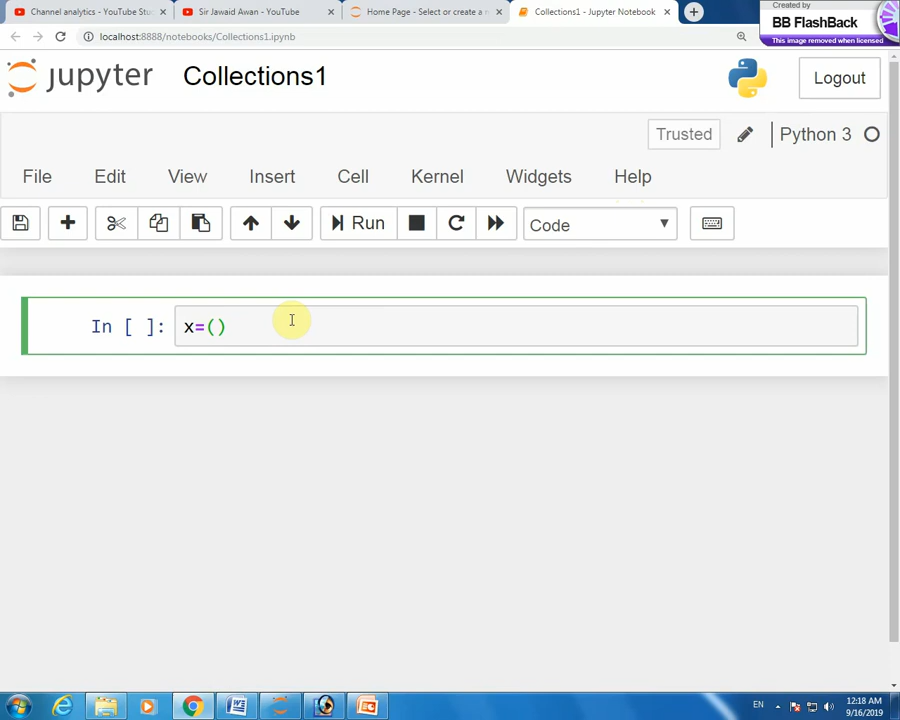 Channel analytics - YouTube Stu
Sir Jawaid Awan - YouTube
Home Page - Select or create a n
Collections1 - Jupyter Notebook
Created by
BB FlashBack
This image removed when licensed
localhost:8888/notebooks/Collections1.ipynb
jupyter
Collections1
Logout
Trusted
Python 3
File
Edit
View
Insert
Cell
Kernel
Widgets
Help
Run
Code
In [ ]:
x=()
EN
12:18 AM
9/16/2019